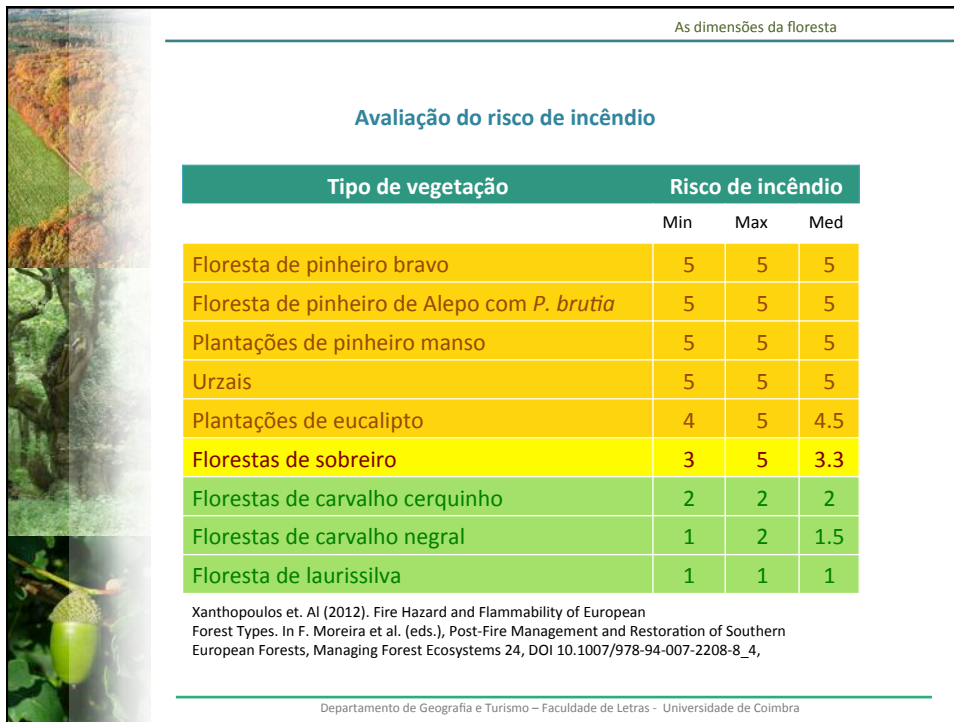 As dimensões da floresta
Avaliação do risco de incêndio
Tipo de vegetação Risco de incêndio
Min Max Med
Floresta de pinheiro bravo 5 5 5
Floresta de pinheiro de Alepo com P. brutia 5 5 5
Plantações de pinheiro manso 5 5 5
Urzais 5 5 5
Plantações de eucalipto 4 5 4.5
Florestas de sobreiro 3 5 3.3
Florestas de carvalho cerquinho 2 2 2
Florestas de carvalho negral 1 2 1.5
Floresta de laurissilva 1 1 1
Xanthopoulos et. Al (2012). Fire Hazard and Flammability of European
Forest Types. In F. Moreira et al. (eds.), Post-Fire Management and Restoration of Southern
European Forests, Managing Forest Ecosystems 24, DOI 10.1007/978-94-007-2208-8_4,
Departamento de Geografia e Turismo – Faculdade de Letras - Universidade de Coimbra